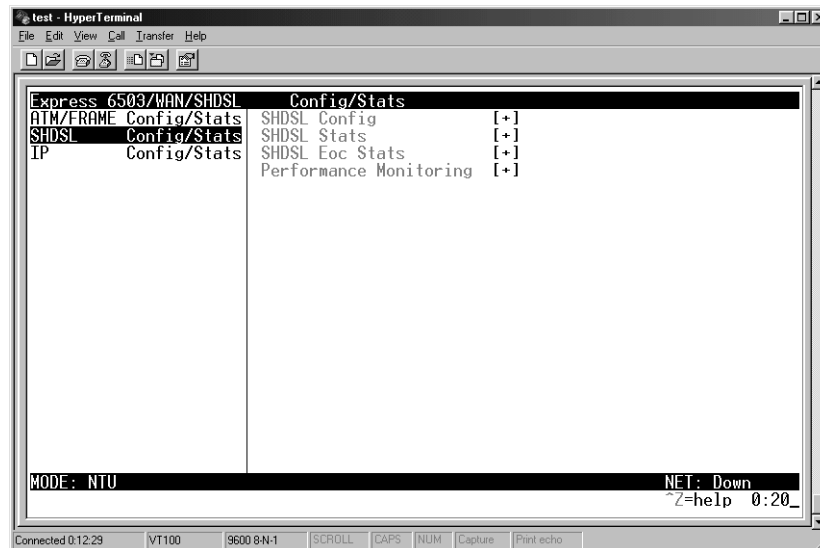 test - HyperTerminal
File Edit View Call Transfer Help
Express 6503/WAN/SHDSL Config/Stats
ATM/FRAME Config/Stats SHDSL Config [+]
SHDSL Config/Stats SHDSL Stats [+]
IP Config/Stats SHDSL Eoc Stats [+]
Performance Monitoring [+]
MODE: NTU NET: Down
^Z=help 0:20_
Connected 0:12:29 VT100 9600 8-N-1 SCROLL CAPS NUM Capture Print echo